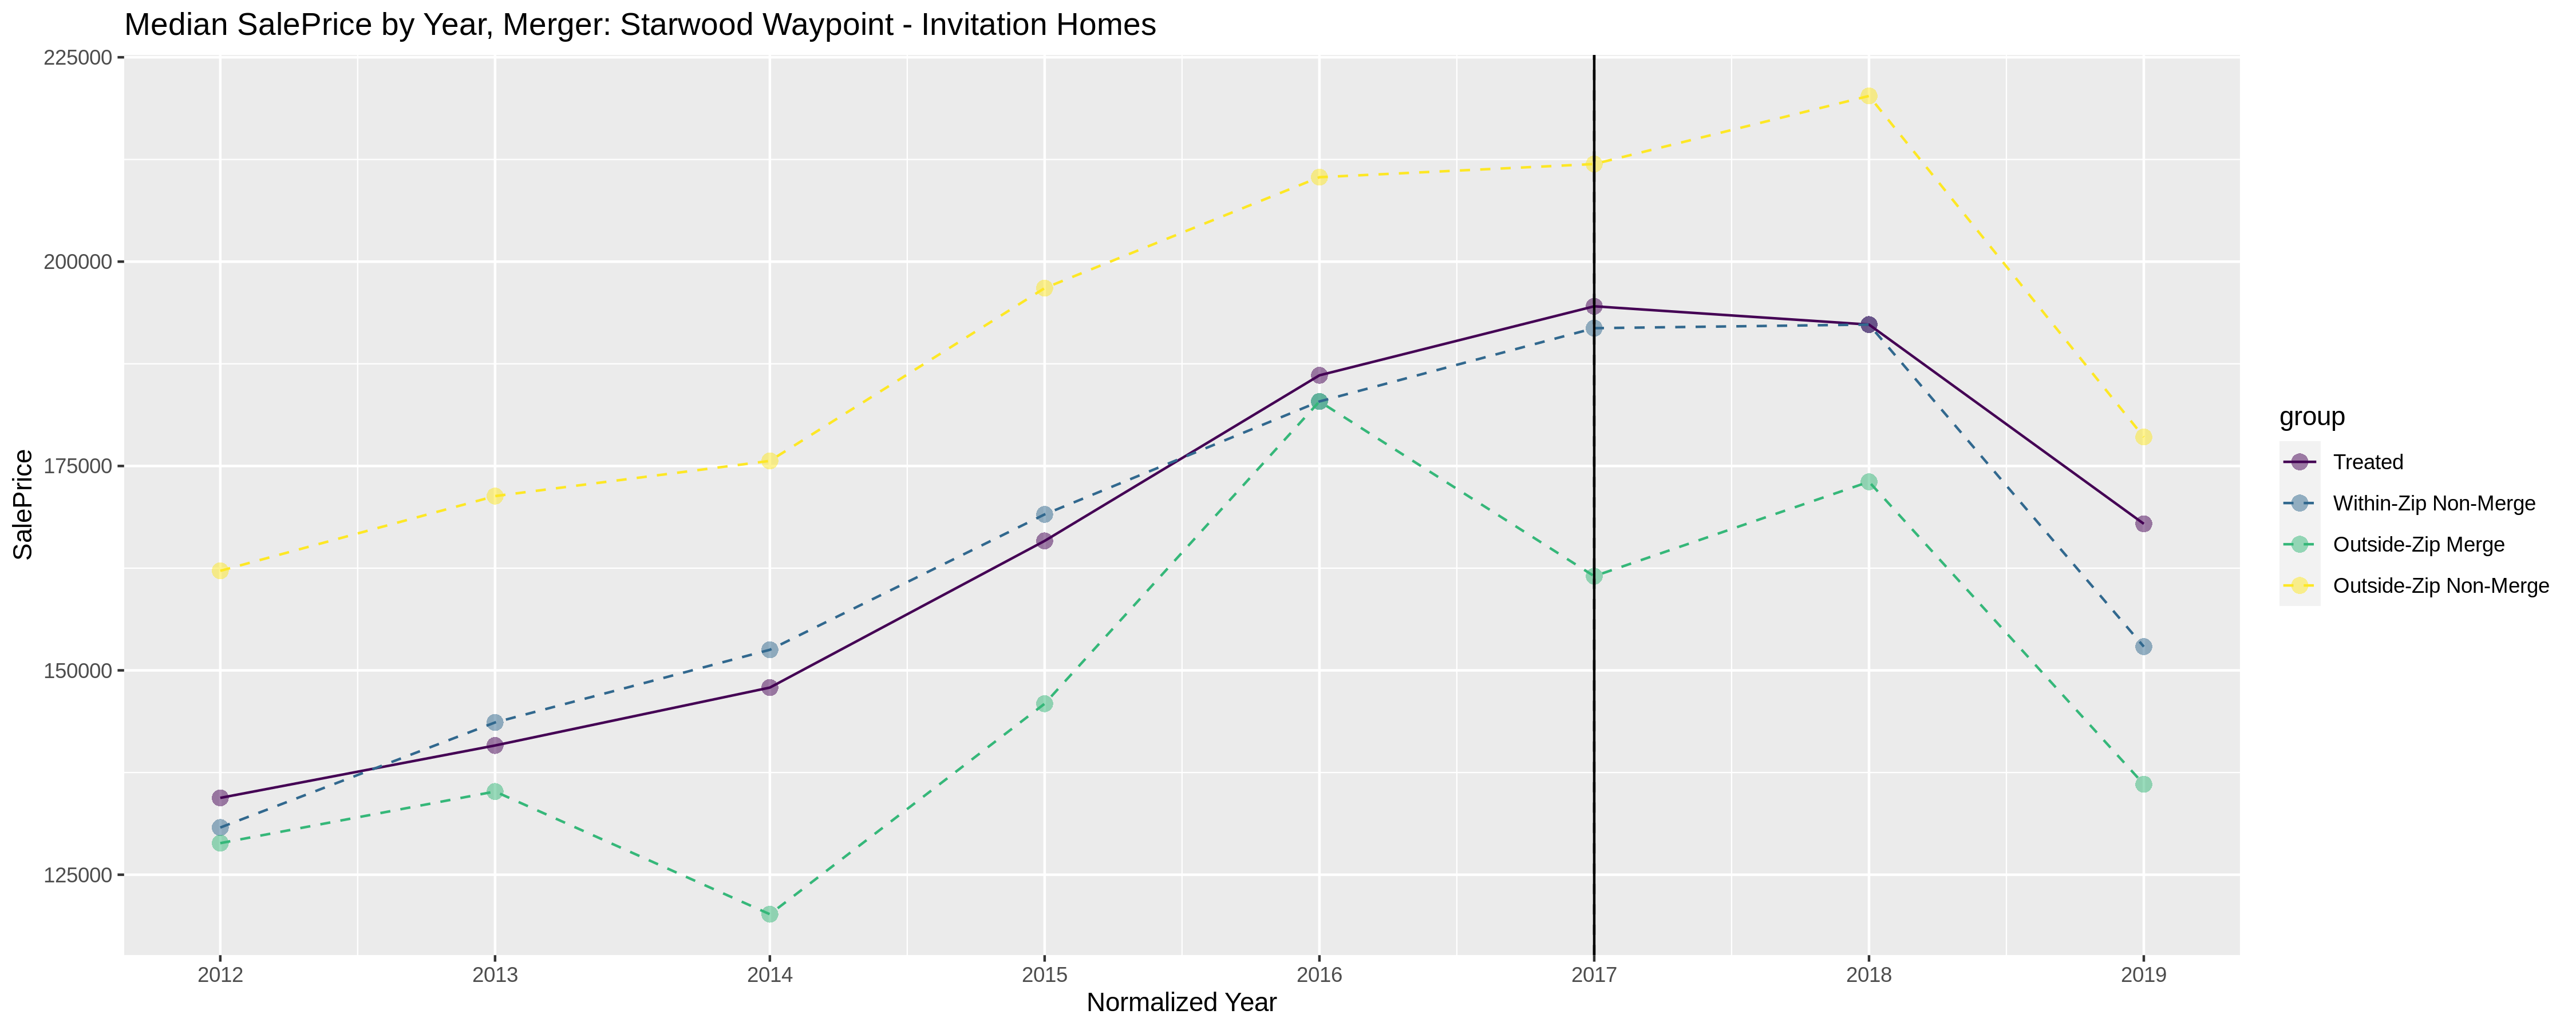 Median SalePrice by Year, Merger: Starwood Waypoint - Invitation Homes
225000
200000
175000
150000
125000
SalePrice
2012 2013 2014 2015 2016 2017 2018 2019
Normalized Year
group
Treated
Within-Zip Non-Merge
Outside-Zip Merge
Outside-Zip Non-Merge